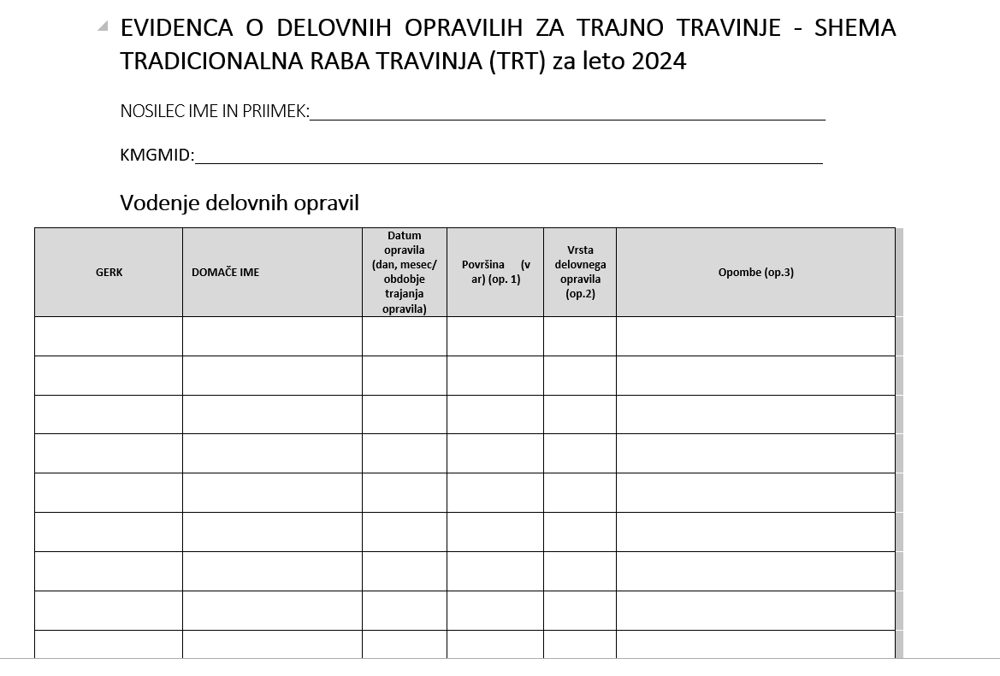 EVIDENCA O DELOVNIH OPRAVILIH ZA TRAJNO TRAVINJE - SHEMA
TRADICIONALNA RABA TRAVINJA (TRT) za leto 2024
NOSILEC IME IN PRIIMEK:
KMGMID:
Vodenje delovnih opravil
GERK
DOMAČE IME
Datum
opravila
(dan, mesec/
obdobje
trajanja
opravila)
Površina (v
ar) (op. 1)
Vrsta
delovnega
opravila
(op.2)
Opombe (op.3)